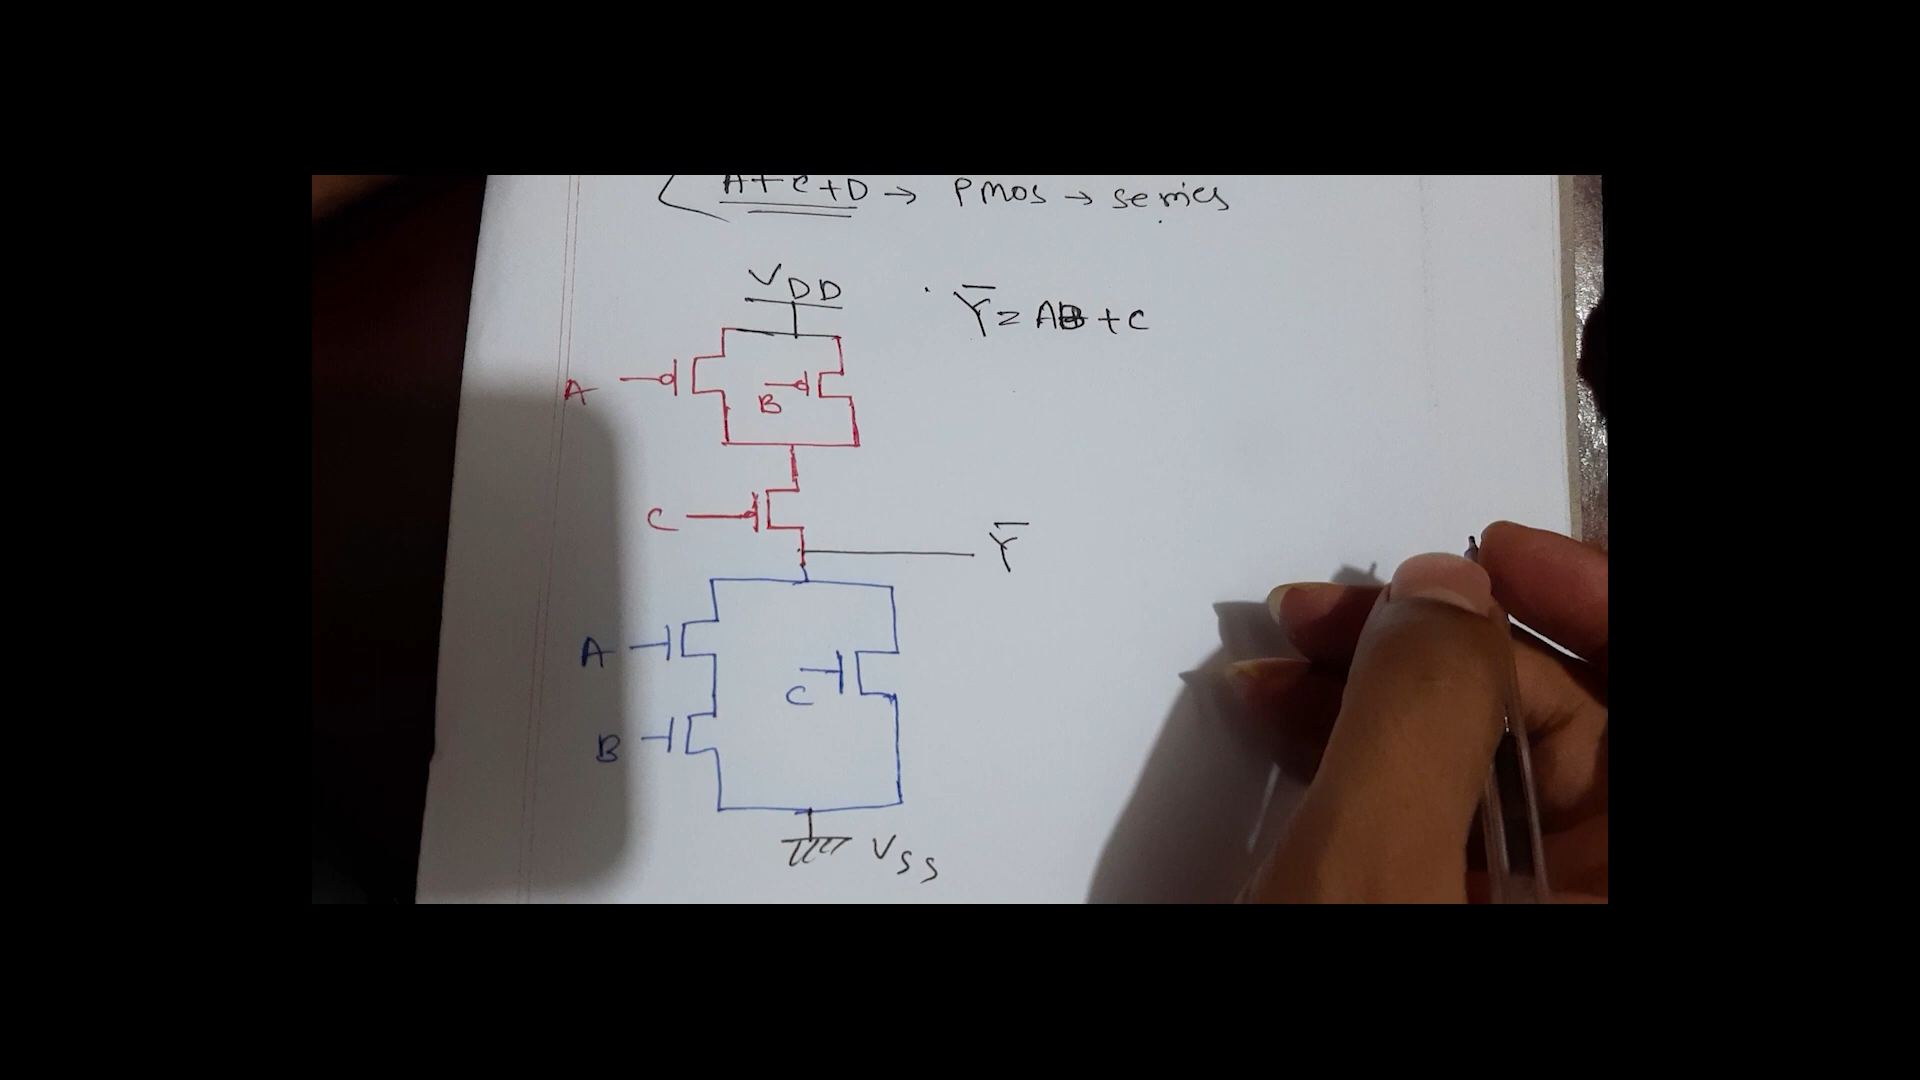 A+C+D → PMOS → series
VDD
Y̅ = AB + C
A
B
C
Y̅
A
C
B
VSS